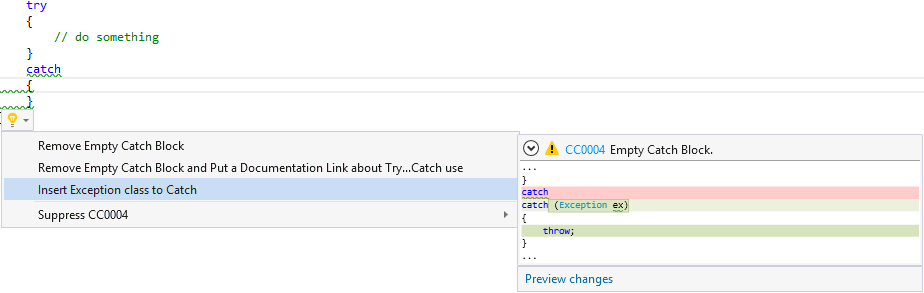 try
{
// do something
}
catch
{
}
Remove Empty Catch Block
Remove Empty Catch Block and Put a Documentation Link about Try...Catch use
Insert Exception class to Catch
Suppress CC0004
CC0004 Empty Catch Block.
...
}
catch
catch (Exception ex)
{
throw;
}
...
Preview changes